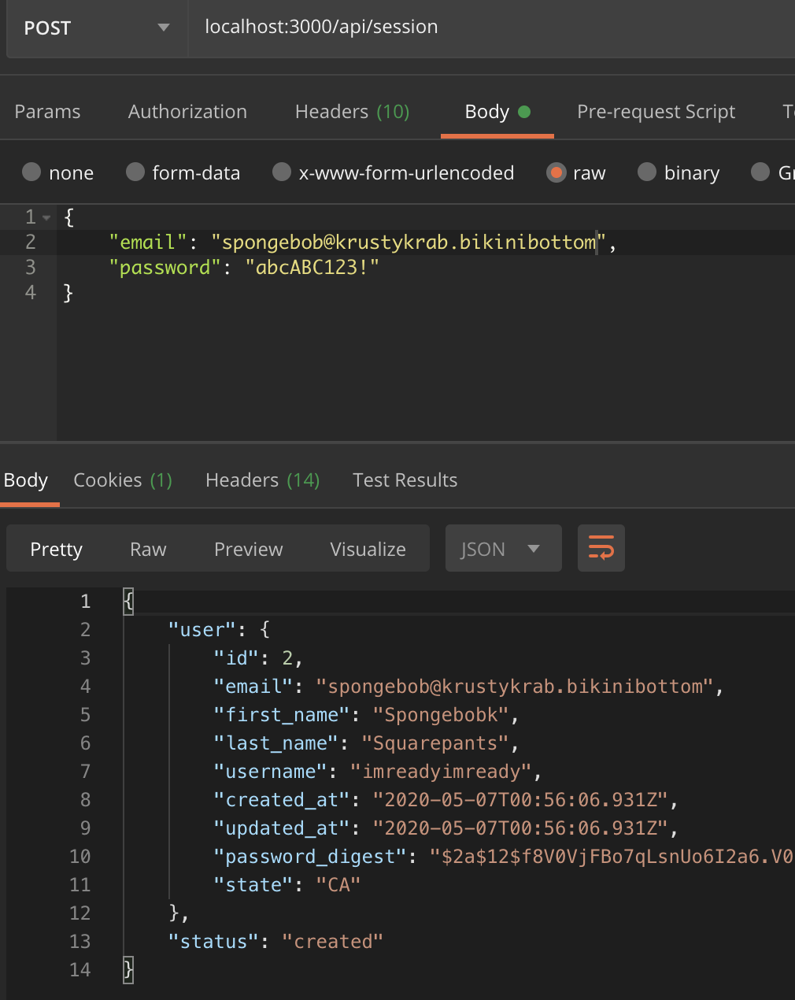 POST localhost:3000/api/session
Params Authorization Headers (10) Body Pre-request Script
none form-data x-www-form-urlencoded raw binary
1 {
2 "email": "spongebob@krustykrab.bikinibottom",
3 "password": "abcABC123!"
4 }
Body Cookies (1) Headers (14) Test Results
Pretty Raw Preview Visualize JSON
1 {
2 "user": {
3 "id": 2,
4 "email": "spongebob@krustykrab.bikinibottom",
5 "first_name": "Spongebobk",
6 "last_name": "Squarepants",
7 "username": "imreadyimready",
8 "created_at": "2020-05-07T00:56:06.931Z",
9 "updated_at": "2020-05-07T00:56:06.931Z",
10 "password_digest": "$2a$12$f8V0VjFBo7qLsnUo6I2a6.V0
11 "state": "CA"
12 },
13 "status": "created"
14 }